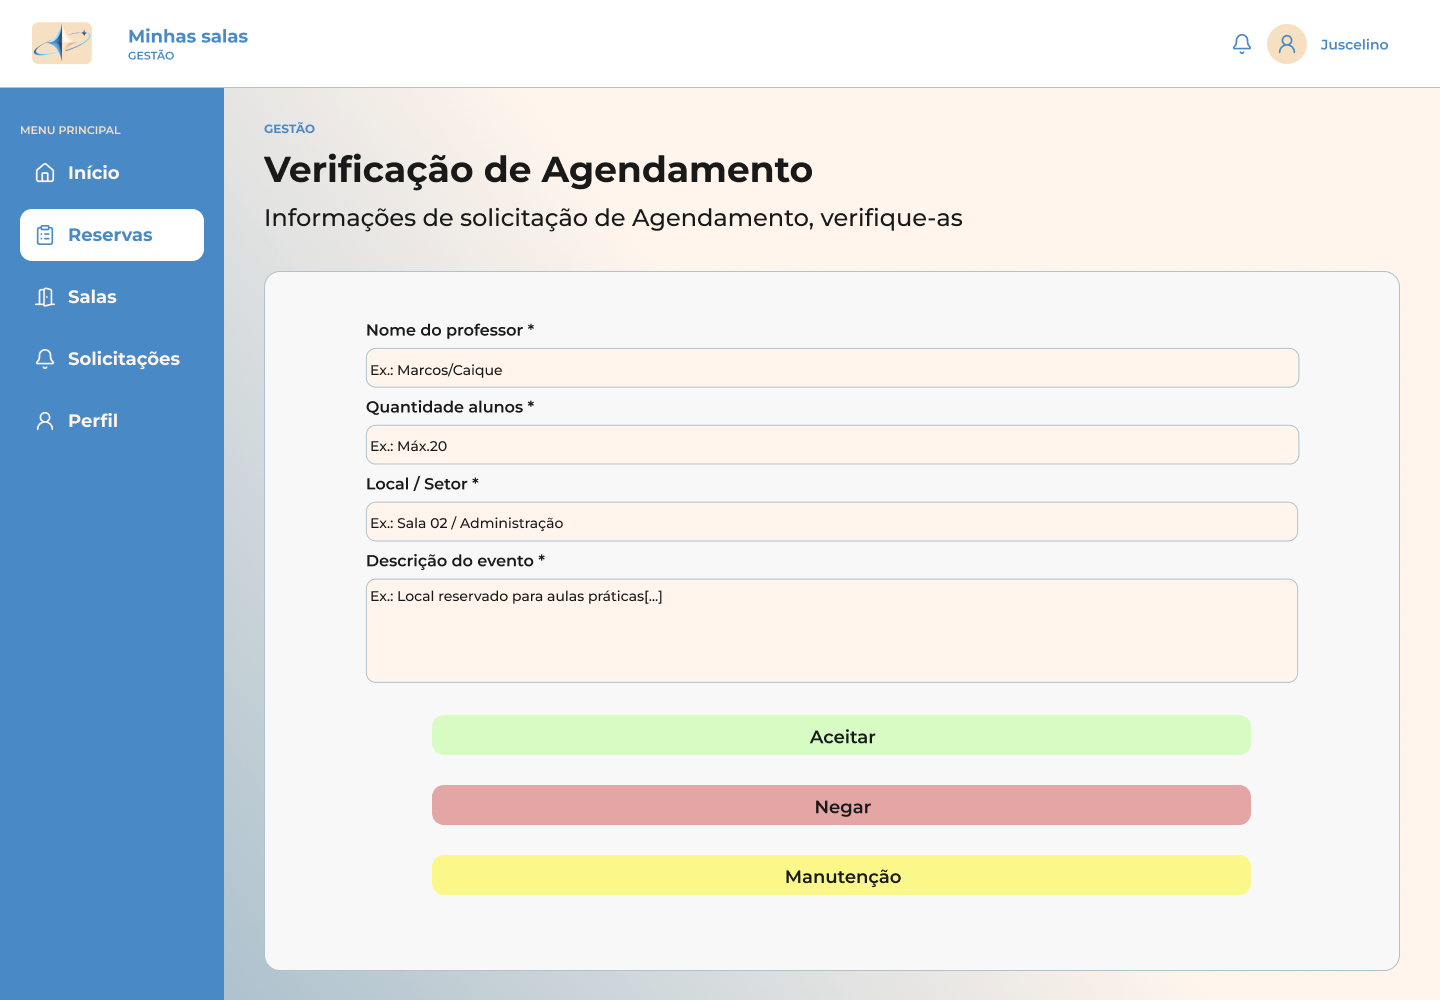 Minhas salas
GESTÃO
Juscelino
MENU PRINCIPAL
Início
Reservas
Salas
Solicitações
Perfil
GESTÃO
Verificação de Agendamento
Informações de solicitação de Agendamento, verifique-as
Nome do professor *
Ex.: Marcos/Caique
Quantidade alunos *
Ex.: Máx.20
Local / Setor *
Ex.: Sala 02 / Administração
Descrição do evento *
Ex.: Local reservado para aulas práticas[...]
Aceitar
Negar
Manutenção